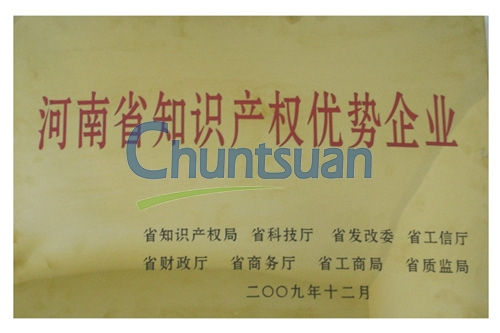 河南省知识产权优势企业
Chuntsuan
省知识产权局 省科技厅 省发改委 省工信厅
省财政厅 省商务厅 省工商局 省质监局
二〇〇九年十二月